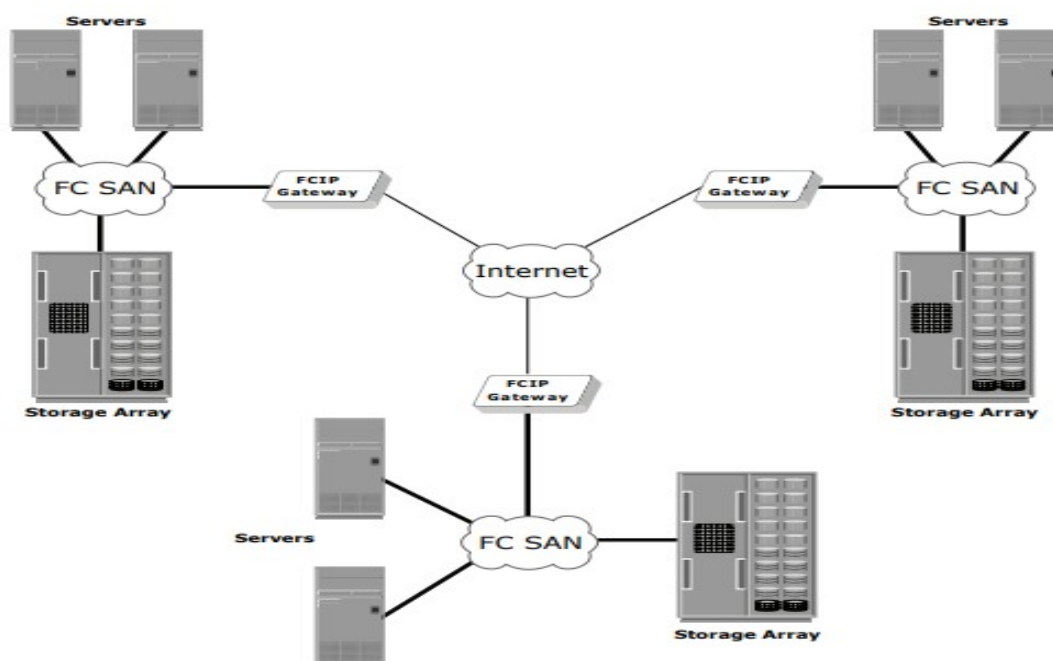 Servers
Servers
FC SAN
FCIP
Gateway
FCIP
Gateway
FC SAN
Internet
Storage Array
Storage Array
FCIP
Gateway
Servers
FC SAN
Storage Array